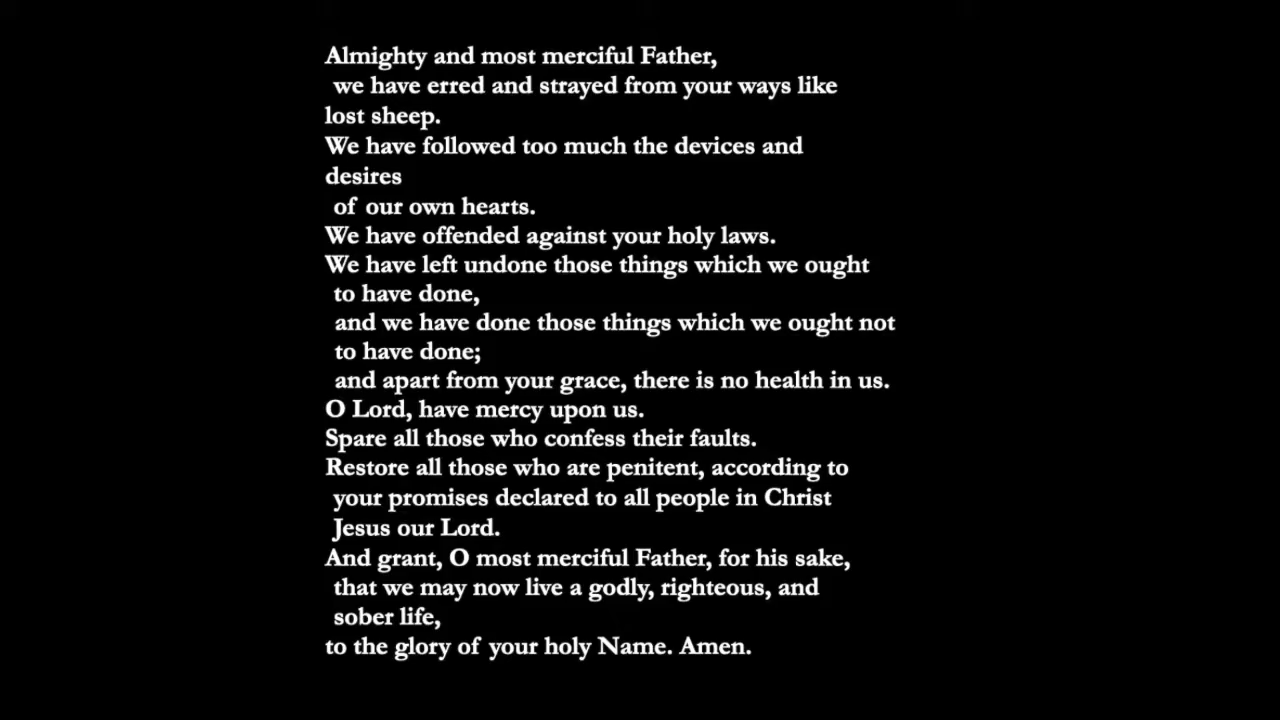 Almighty and most merciful Father,
we have erred and strayed from your ways like
lost sheep.
We have followed too much the devices and
desires
of our own hearts.
We have offended against your holy laws.
We have left undone those things which we ought
to have done,
and we have done those things which we ought not
to have done;
and apart from your grace, there is no health in us.
O Lord, have mercy upon us.
Spare all those who confess their faults.
Restore all those who are penitent, according to
your promises declared to all people in Christ
Jesus our Lord.
And grant, O most merciful Father, for his sake,
that we may now live a godly, righteous, and
sober life,
to the glory of your holy Name. Amen.